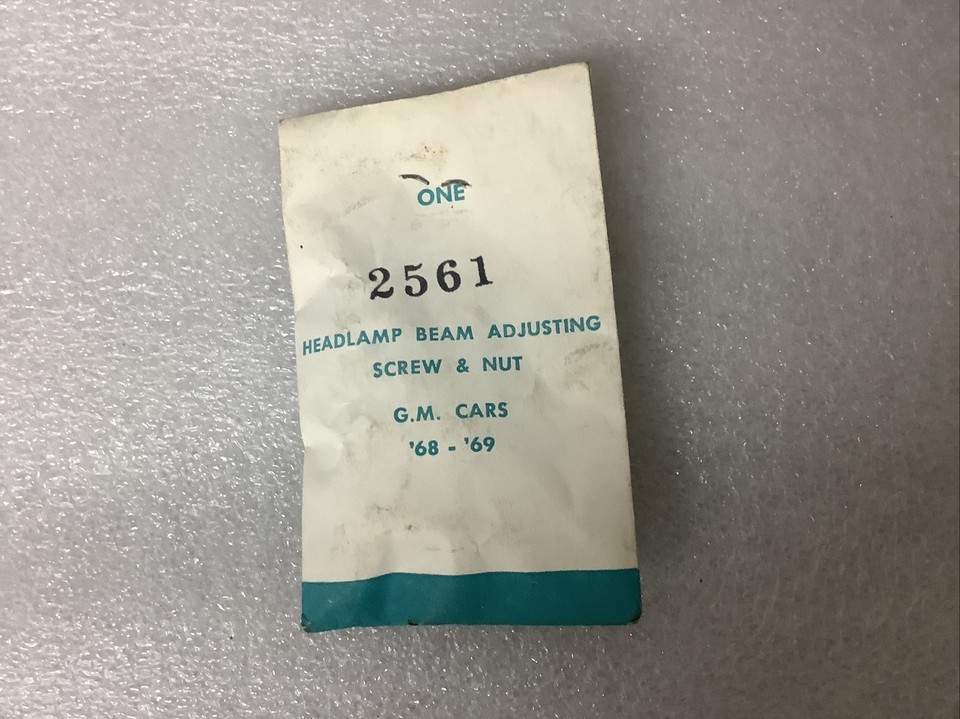 ONE
2561
HEADLAMP BEAM ADJUSTING
SCREW & NUT
G.M. CARS
'68 - '69